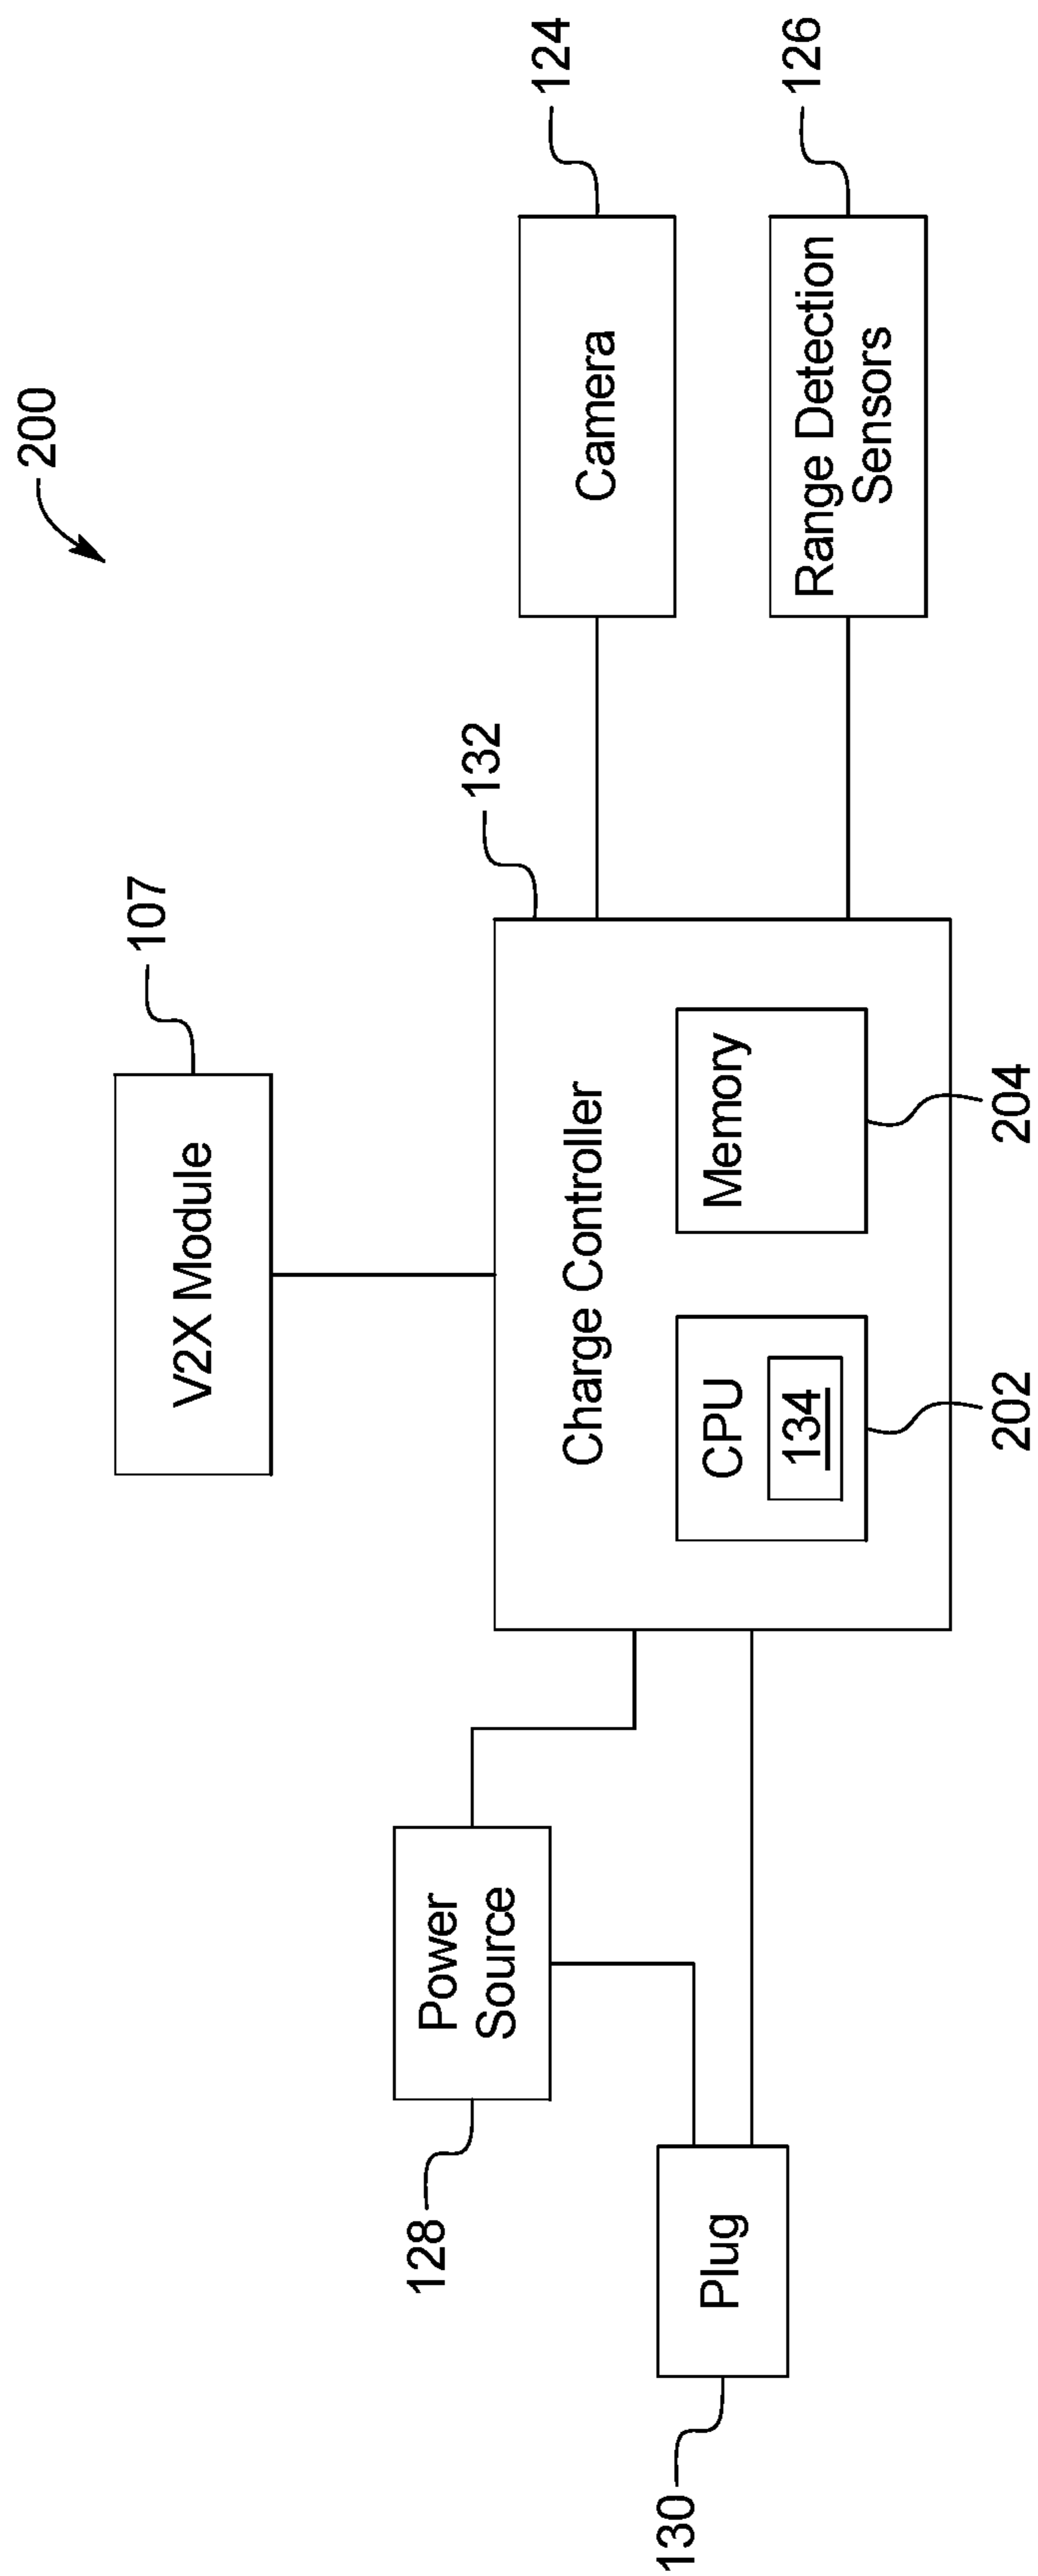 200
107
V2X Module
132
124
Camera
126
Range Detection
Sensors
Charge Controller
CPU
134
202
Memory
204
128
Power
Source
130
Plug